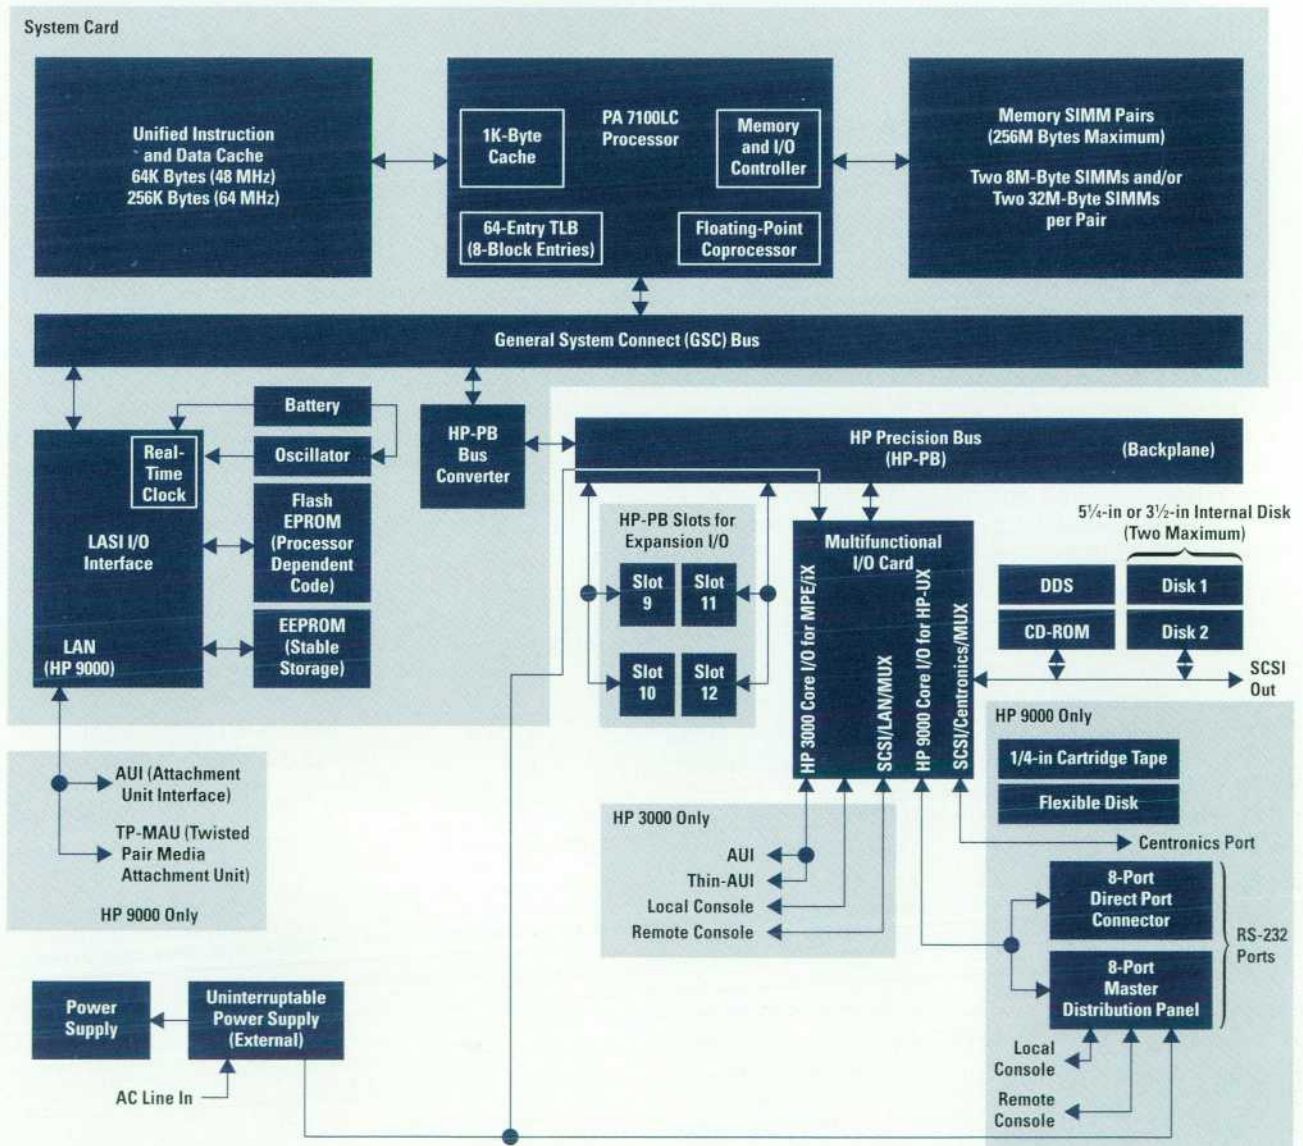 System Card
Unified Instruction
and Data Cache
64K Bytes (48 MHz)
256K Bytes (64 MHz)
1K-Byte
Cache
PA 7100LC
Processor
Memory
and I/O
Controller
64-Entry TLB
(8-Block Entries)
Floating-Point
Coprocessor
Memory SIMM Pairs
(256M Bytes Maximum)
Two 8M-Byte SIMMs and/or
Two 32M-Byte SIMMs
per Pair
General System Connect (GSC) Bus
Battery
Oscillator
Real-
Time
Clock
LASI I/O
Interface
LAN
(HP 9000)
Flash
EPROM
(Processor
Dependent
Code)
EEPROM
(Stable
Storage)
HP-PB
Bus
Converter
HP Precision Bus
(HP-PB)
(Backplane)
HP-PB Slots for
Expansion I/O
Slot
9
Slot
11
Slot
10
Slot
12
Multifunctional
I/O Card
HP 3000 Core I/O for MPE/iX
SCSI/LAN/MUX
HP 9000 Core I/O for HP-UX
SCSI/Centronics/MUX
5¼-in or 3½-in Internal Disk
(Two Maximum)
DDS
Disk 1
CD-ROM
Disk 2
SCSI
Out
AUI (Attachment
Unit Interface)
TP-MAU (Twisted
Pair Media
Attachment Unit)
HP 9000 Only
HP 3000 Only
AUI
Thin-AUI
Local Console
Remote Console
HP 9000 Only
1/4-in Cartridge Tape
Flexible Disk
Centronics Port
8-Port
Direct Port
Connector
8-Port
Master
Distribution Panel
RS-232
Ports
Local
Console
Remote
Console
Power
Supply
Uninterruptable
Power Supply
(External)
AC Line In